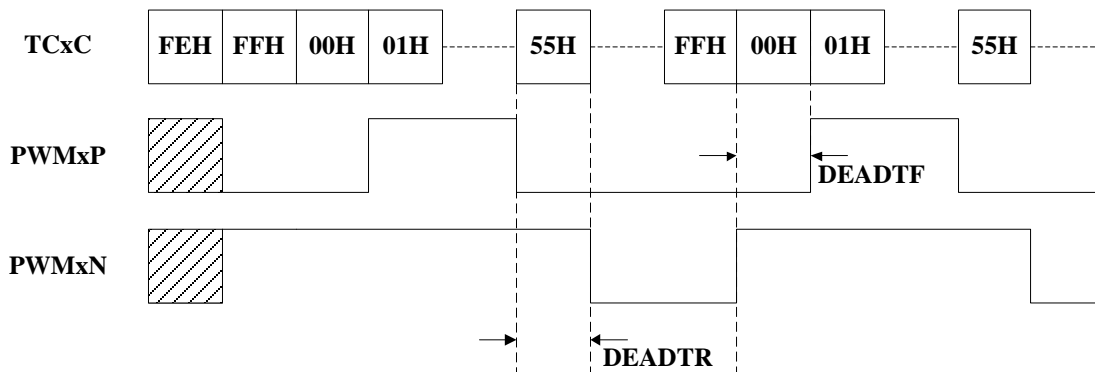 TCxC FEH FFH 00H 01H 55H FFH 00H 01H 55H
PWMxP
DEADTF
PWMxN
DEADTR